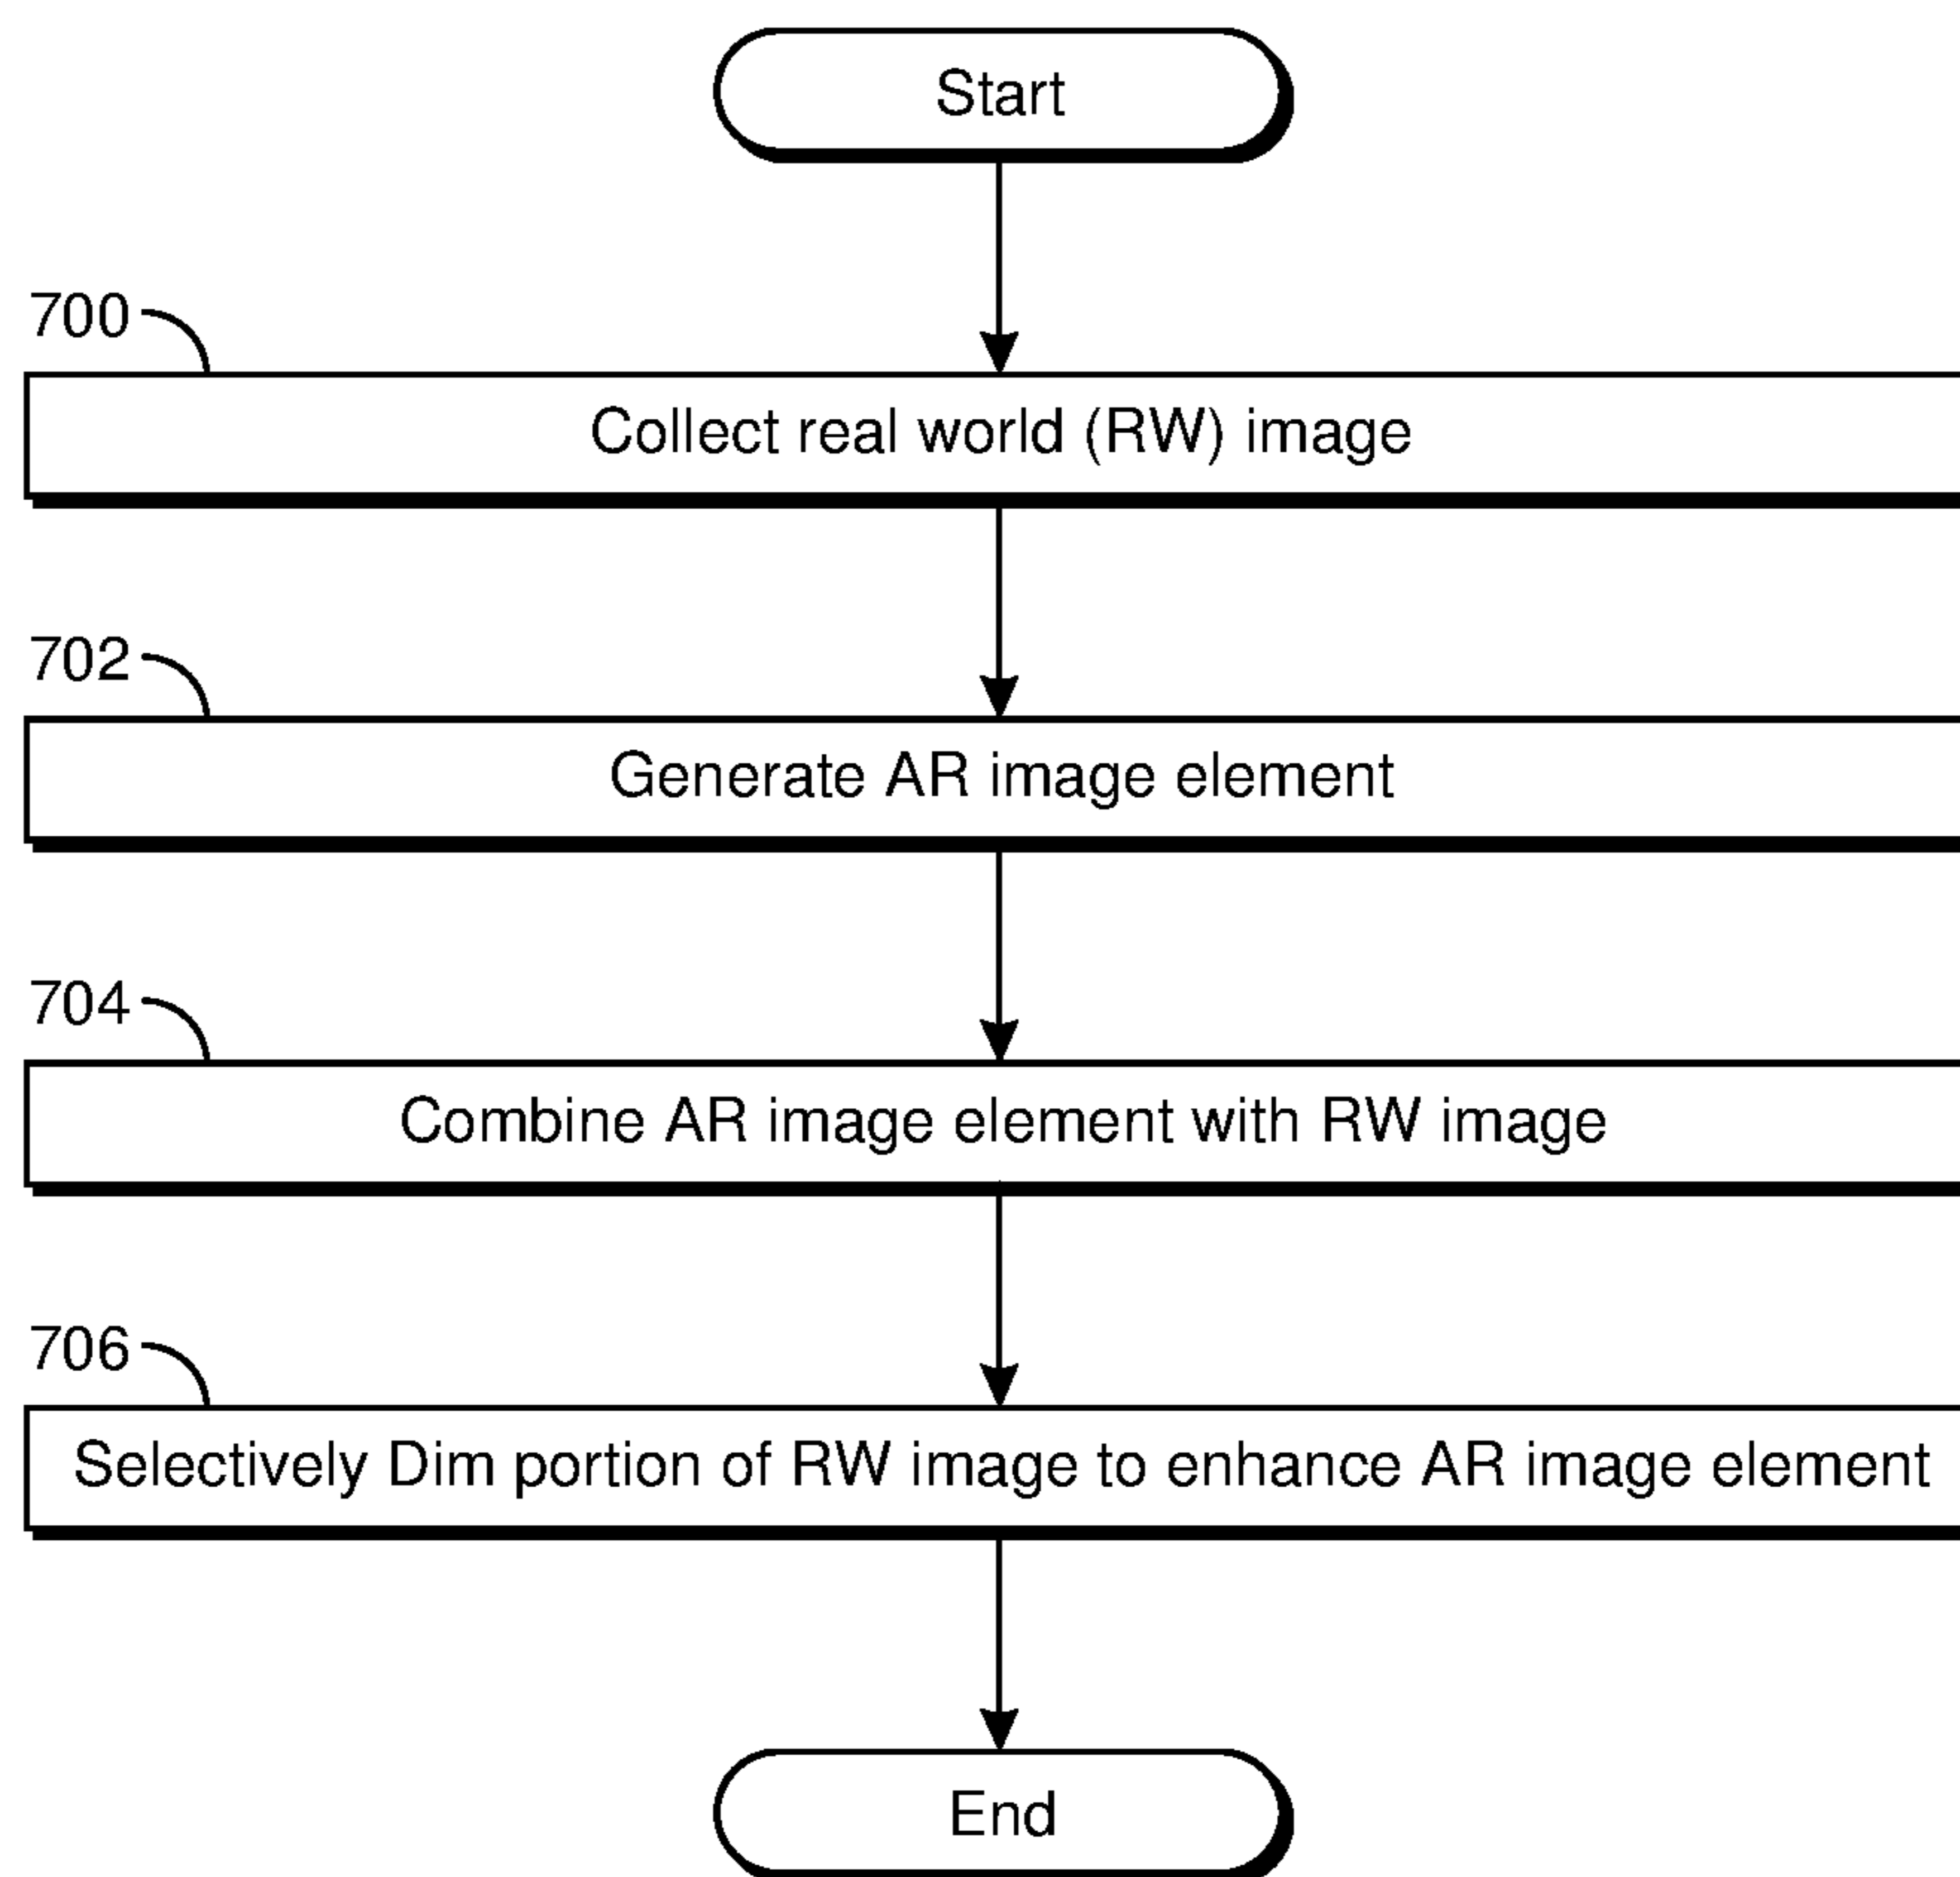 Start
700
Collect real world (RW) image
702
Generate AR image element
704
Combine AR image element with RW image
706
Selectively Dim portion of RW image to enhance AR image element
End